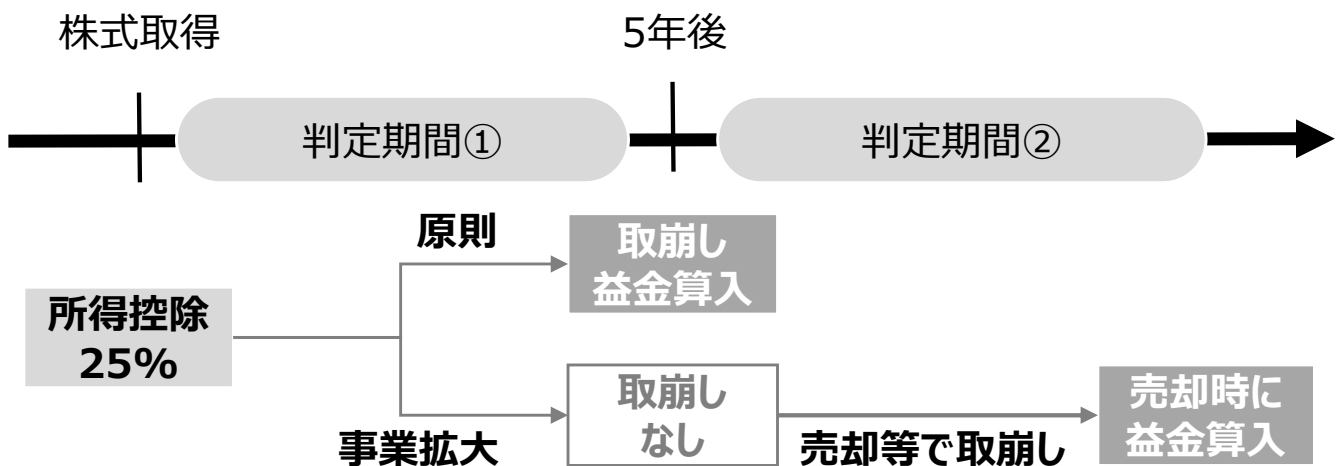 株式取得
5年後
判定期間①
判定期間②
原則
取崩し
益金算入
所得控除
25%
事業拡大
取崩し
なし
売却等で取崩し
売却時に
益金算入